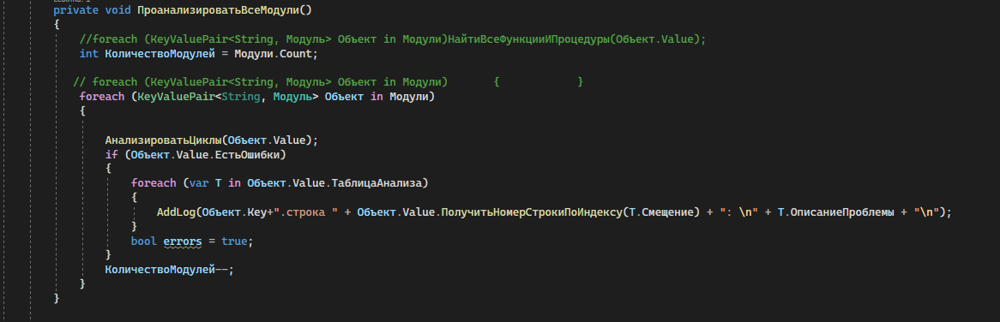 private void ПроанализироватьВсеМодули()
{
//foreach (KeyValuePair<String, Модуль> Объект in Модули)НайтиВсеФункцииИПроцедуры(Объект.Value);
int КоличествоМодулей = Модули.Count;
// foreach (KeyValuePair<String, Модуль> Объект in Модули) { }
foreach (KeyValuePair<String, Модуль> Объект in Модули)
{
АнализироватьЦиклы(Объект.Value);
if (Объект.Value.ЕстьОшибки)
{
foreach (var T in Объект.Value.ТаблицаАнализа)
{
AddLog(Объект.Key+".строка " + Объект.Value.ПолучитьНомерСтрокиПоИндексу(T.Смещение) + ": \n" + T.ОписаниеПроблемы + "\n");
}
bool errors = true;
}
КоличествоМодулей--;
}
}